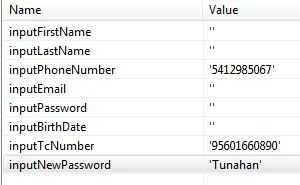 Name Value
inputFirstName ''
inputLastName ''
inputPhoneNumber '5412985067'
inputEmail ''
inputPassword ''
inputBirthDate ''
inputTcNumber '95601660890'
inputNewPassword 'Tunahan'